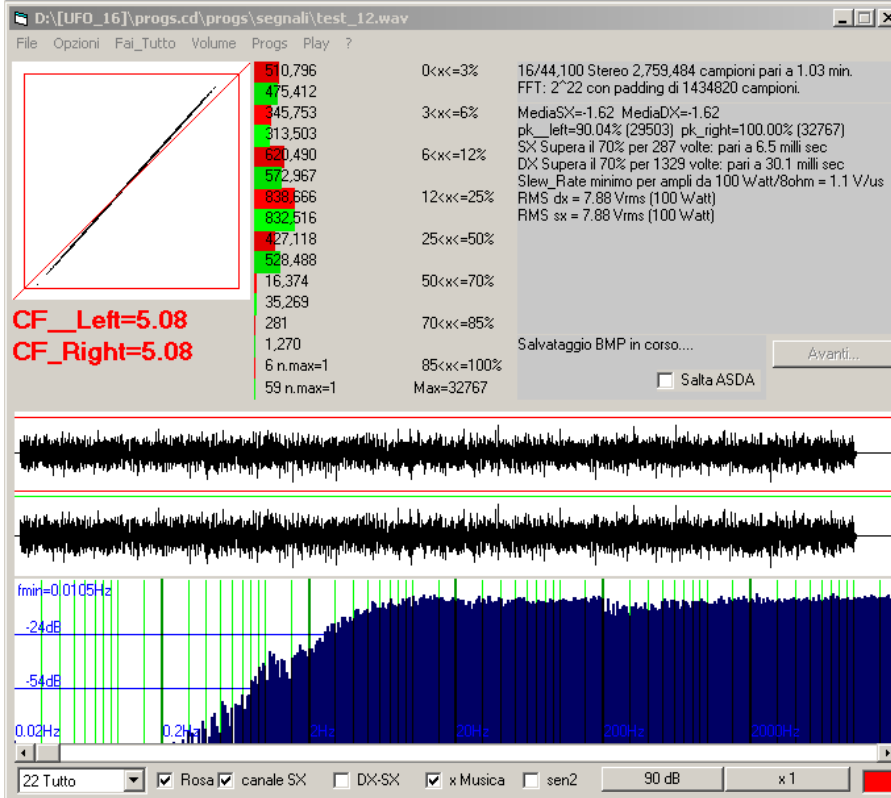 D:\[UFO_16]\progs.cd\progs\segnali\test_12.wav
File Opzioni Fai_Tutto Volume Progs Play ?
510,796 0<x<=3%
475,412
345,753 3<x<=6%
313,503
620,490 6<x<=12%
572,967
838,666 12<x<=25%
832,516
427,118 25<x<=50%
528,488
16,374 50<x<=70%
35,269
281 70<x<=85%
1,270
6 n.max=1 85<x<=100%
59 n.max=1 Max=32767
16/44,100 Stereo 2,759,484 campioni pari a 1.03 min.
FFT: 2^22 con padding di 1434820 campioni.
MediaSX=-1.62 MediaDX=-1.62
pk__left=90.04% (29503) pk_right=100.00% (32767)
SX Supera il 70% per 287 volte: pari a 6.5 milli sec
DX Supera il 70% per 1329 volte: pari a 30.1 milli sec
Slew_Rate minimo per ampli da 100 Watt/8ohm = 1.1 V/us
RMS dx = 7.88 Vrms (100 Watt)
RMS sx = 7.88 Vrms (100 Watt)
CF__Left=5.08
CF_Right=5.08
Salvataggio BMP in corso....
Avanti...
Salta ASDA
fmin=0.0105Hz
-24dB
-54dB
0.02Hz 0.2Hz 2Hz 20Hz 200Hz 2000Hz
22 Tutto Rosa canale SX DX-SX x Musica sen2 90 dB x 1